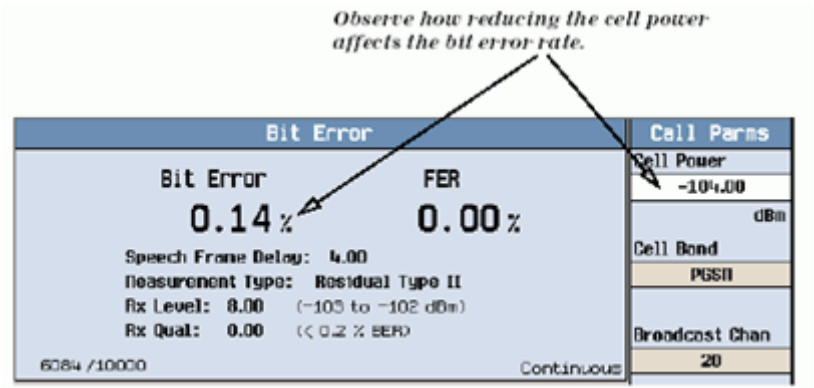 Observe how reducing the cell power
affects the bit error rate.
Bit Error
Call Parms
Cell Power
-104.00
dBm
Cell Band
PGSM
Broadcast Chan
20
Bit Error
FER
0.14 %
0.00 %
Speech Frame Delay: 4.00
Measurement Type: Residual Type II
Rx Level: 8.00 (-103 to -102 dBm)
Rx Qual: 0.00 (< 0.2 % BER)
6084 /10000
Continuous